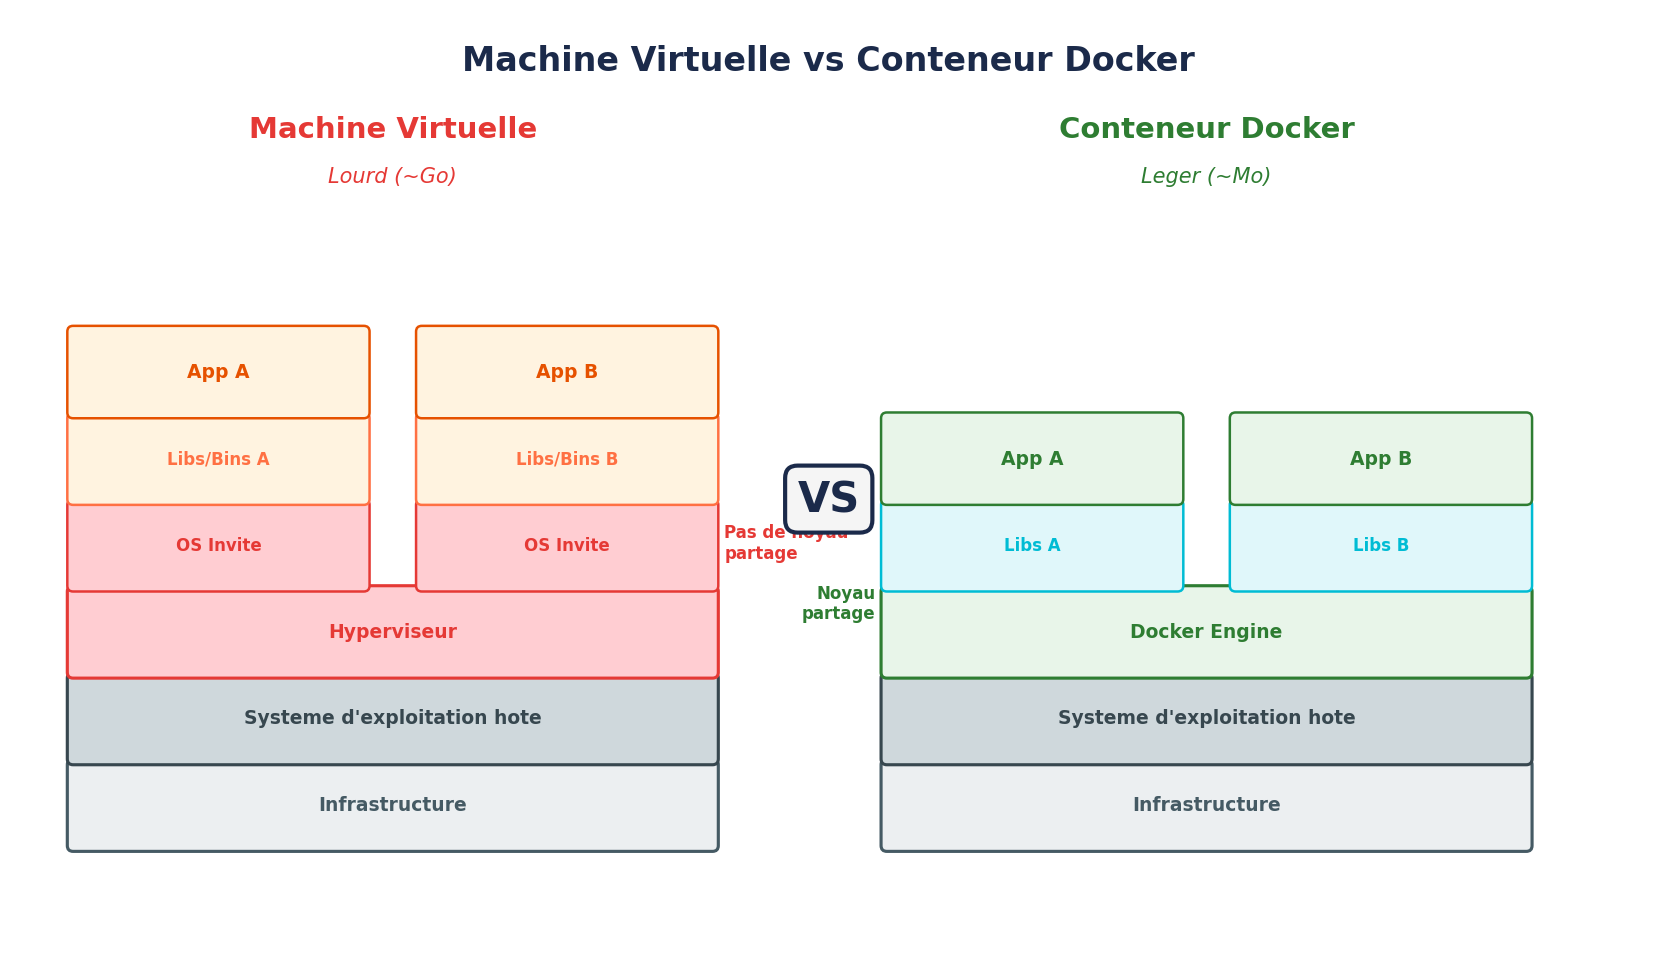 Machine Virtuelle vs Conteneur Docker
Machine Virtuelle
Lourd (~Go)
App A
App B
Libs/Bins A
Libs/Bins B
OS Invite
OS Invite
Pas de noyau
partage
Hyperviseur
Systeme d'exploitation hote
Infrastructure
VS
Conteneur Docker
Leger (~Mo)
App A
App B
Libs A
Libs B
Noyau
partage
Docker Engine
Systeme d'exploitation hote
Infrastructure